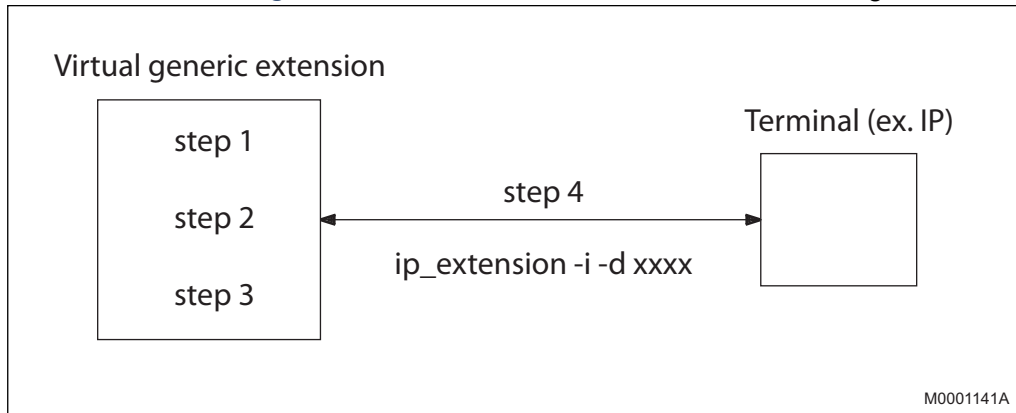 Virtual generic extension
step 1
step 2
step 3
step 4
ip_extension -i -d xxxx
Terminal (ex. IP)
M0001141A